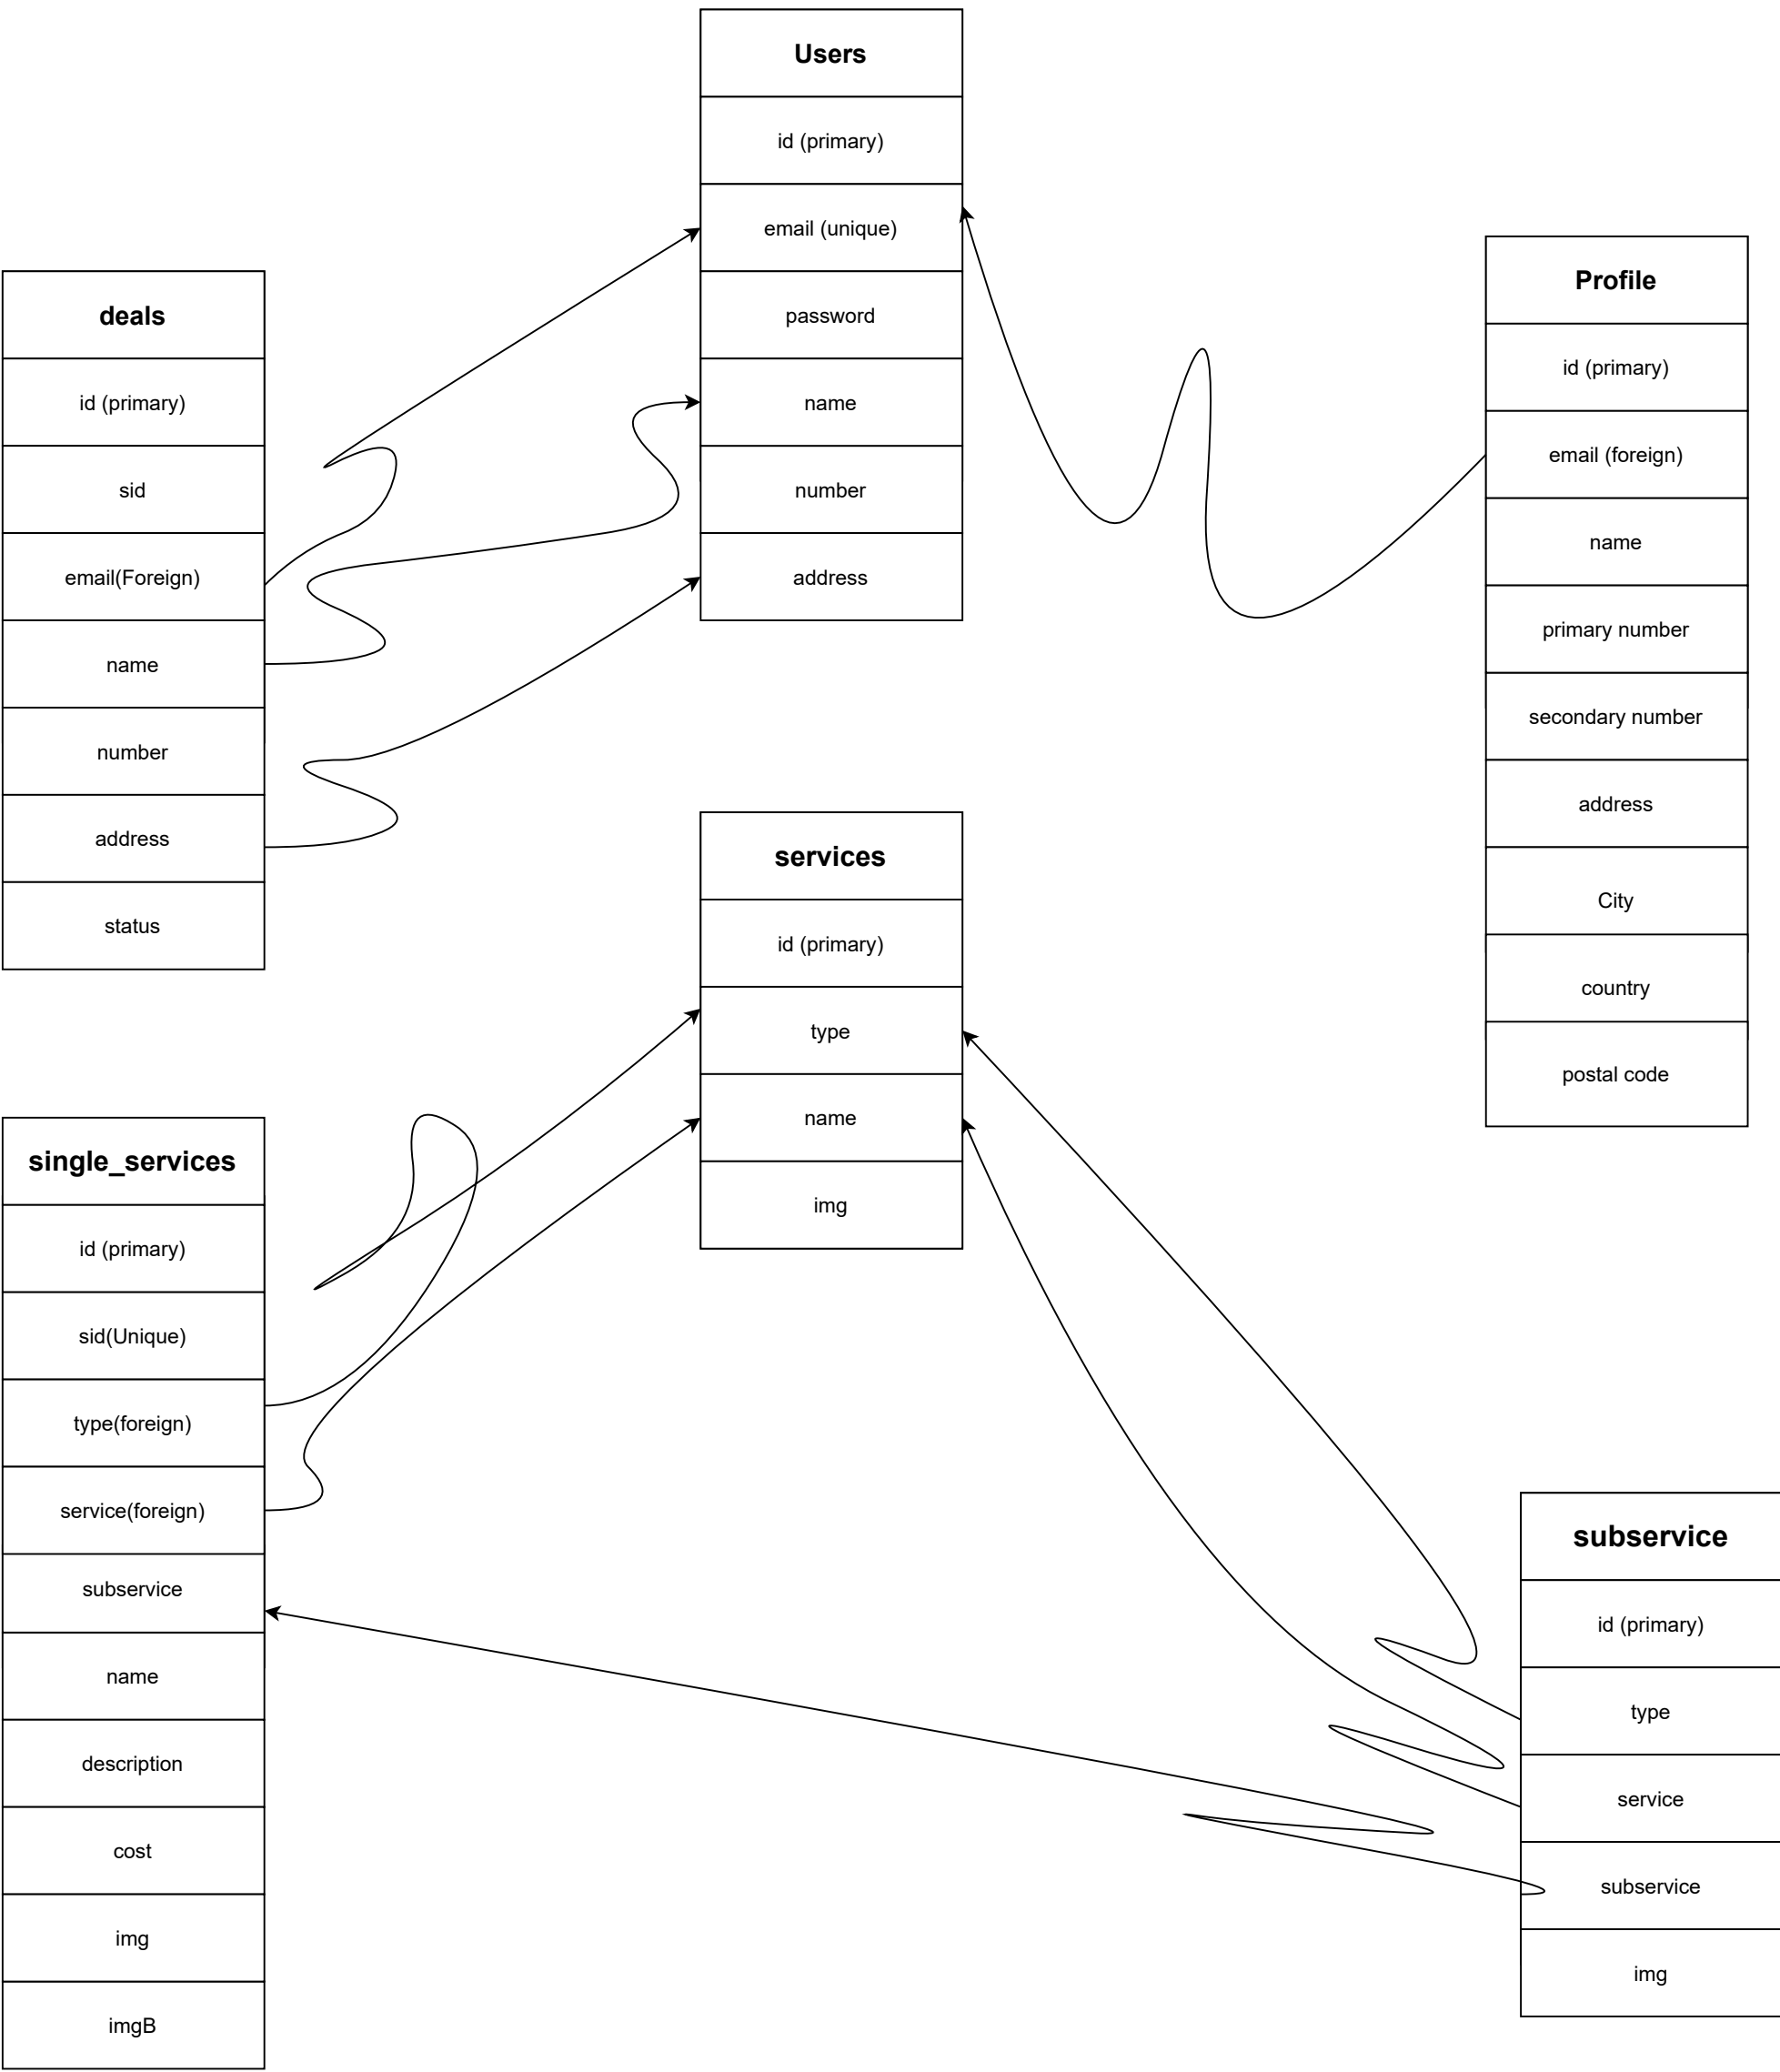 Users
id (primary)
email (unique)
password
name
number
address
deals
id (primary)
sid
email(Foreign)
name
number
address
status
Profile
id (primary)
email (foreign)
name
primary number
secondary number
address
City
country
postal code
services
id (primary)
type
name
img
single_services
id (primary)
sid(Unique)
type(foreign)
service(foreign)
subservice
name
description
cost
img
imgB
subservice
id (primary)
type
service
subservice
img